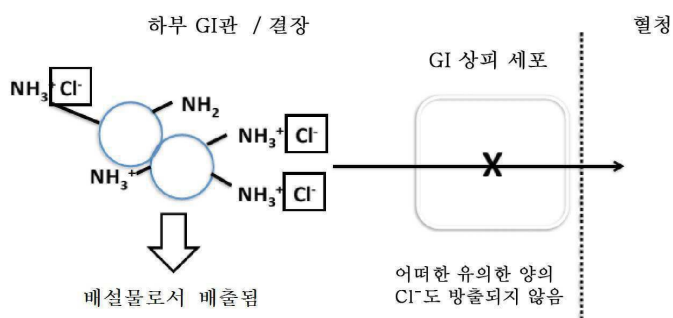 하부 GI관 / 결장
혈청
GI 상피 세포
NH₃⁺ Cl⁻
NH₂
NH₃⁺ Cl⁻
NH₃⁺
NH₃⁺ Cl⁻
X
배설물로서 배출됨
어떠한 유의한 양의
Cl⁻도 방출되지 않음